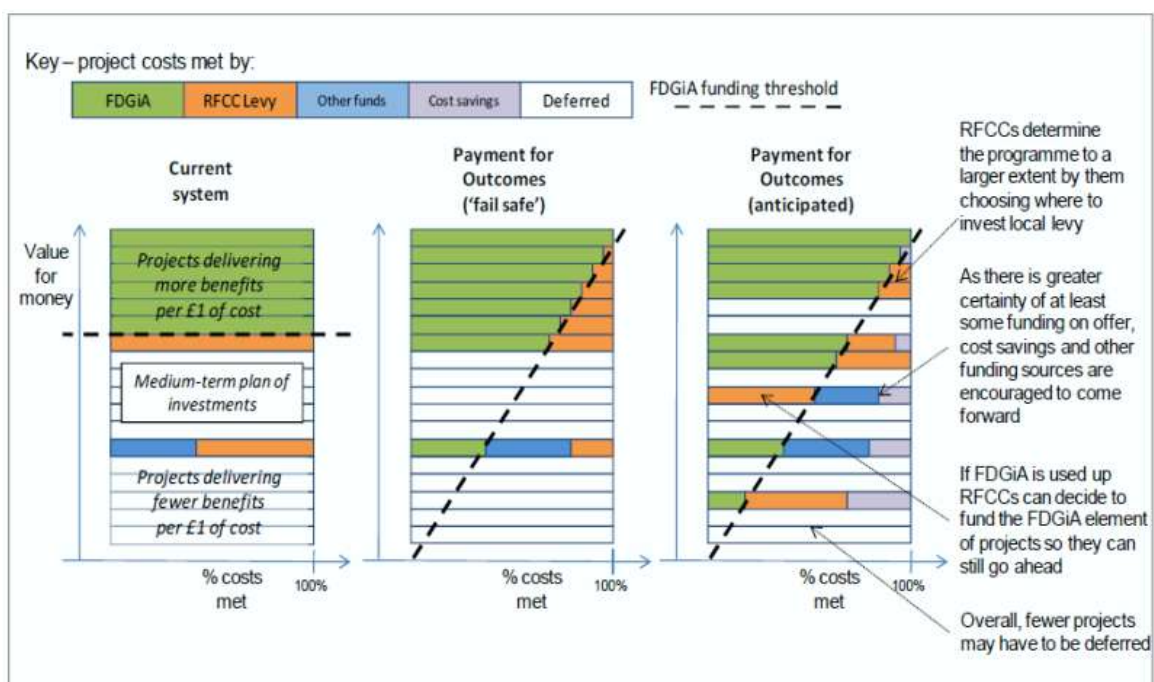 Key – project costs met by:
FDGiA
RFCC Levy
Other funds
Cost savings
Deferred
FDGiA funding threshold
Current
system
Payment for
Outcomes
(‘fail safe’)
Payment for
Outcomes
(anticipated)
Value
for
money
Projects delivering
more benefits
per £1 of cost
Medium-term plan of
investments
Projects delivering
fewer benefits
per £1 of cost
% costs
met
100%
% costs
met
100%
% costs
met
100%
RFCCs determine
the programme to a
larger extent by them
choosing where to
invest local levy
As there is greater
certainty of at least
some funding on offer,
cost savings and other
funding sources are
encouraged to come
forward
If FDGiA is used up
RFCCs can decide to
fund the FDGiA element
of projects so they can
still go ahead
Overall, fewer projects
may have to be deferred